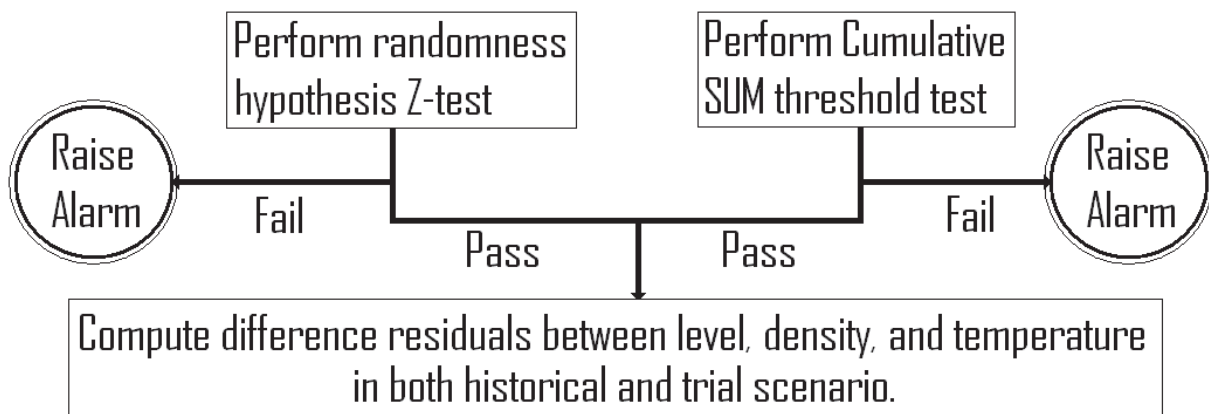 Perform randomness
hypothesis Z-test
Perform Cumulative
SUM threshold test
Raise
Alarm
Fail
Pass
Pass
Fail
Raise
Alarm
Compute difference residuals between level, density, and temperature
in both historical and trial scenario.